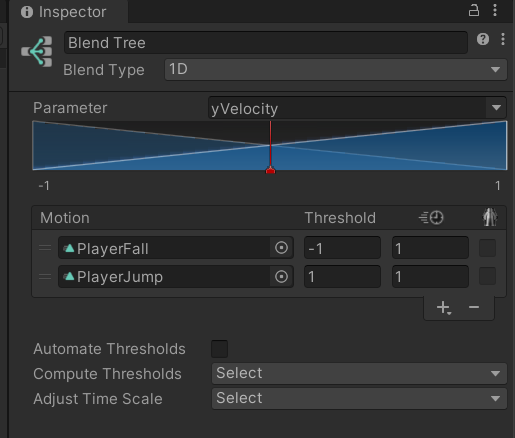 Inspector
Blend Tree
Blend Type 1D
Parameter yVelocity
-1 1
Motion Threshold
PlayerFall -1 1
PlayerJump 1 1
+ −
Automate Thresholds
Compute Thresholds Select
Adjust Time Scale Select